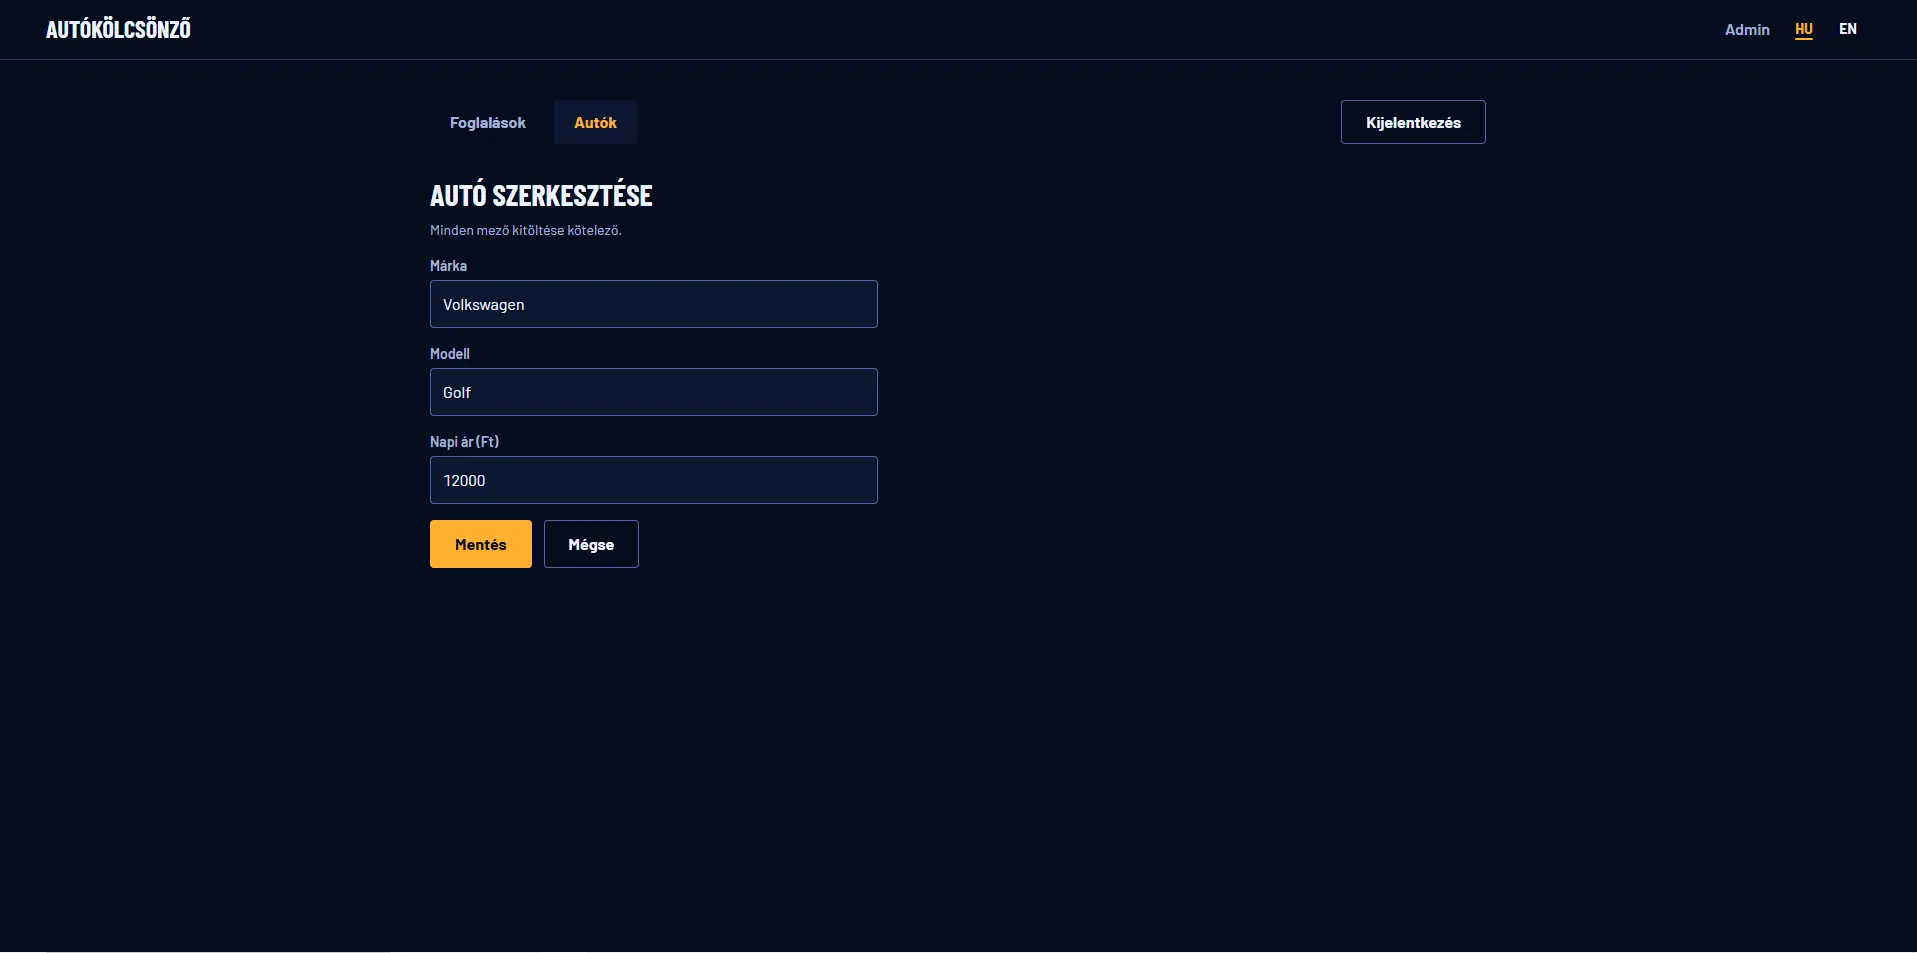 AUTÓKÖLCSÖNZŐ
Admin HU EN
Foglalások Autók Kijelentkezés
AUTÓ SZERKESZTÉSE
Minden mező kitöltése kötelező.
Márka
Volkswagen
Modell
Golf
Napi ár (Ft)
12000
Mentés Mégse